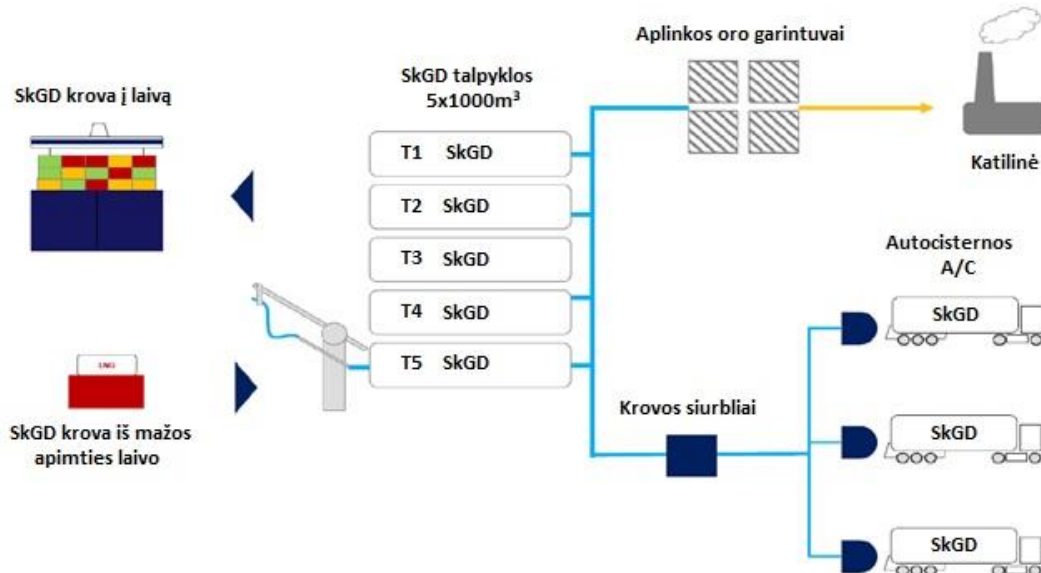 Aplinkos oro garintuvai
SkGD krova į laivą
SkGD talpyklos
5x1000m³
T1 SkGD
T2 SkGD
T3 SkGD
T4 SkGD
T5 SkGD
Katilinė
Autocisternos
A/C
SkGD
LNG
SkGD krova iš mažos
apimties laivo
Krovos siurbliai
SkGD
SkGD